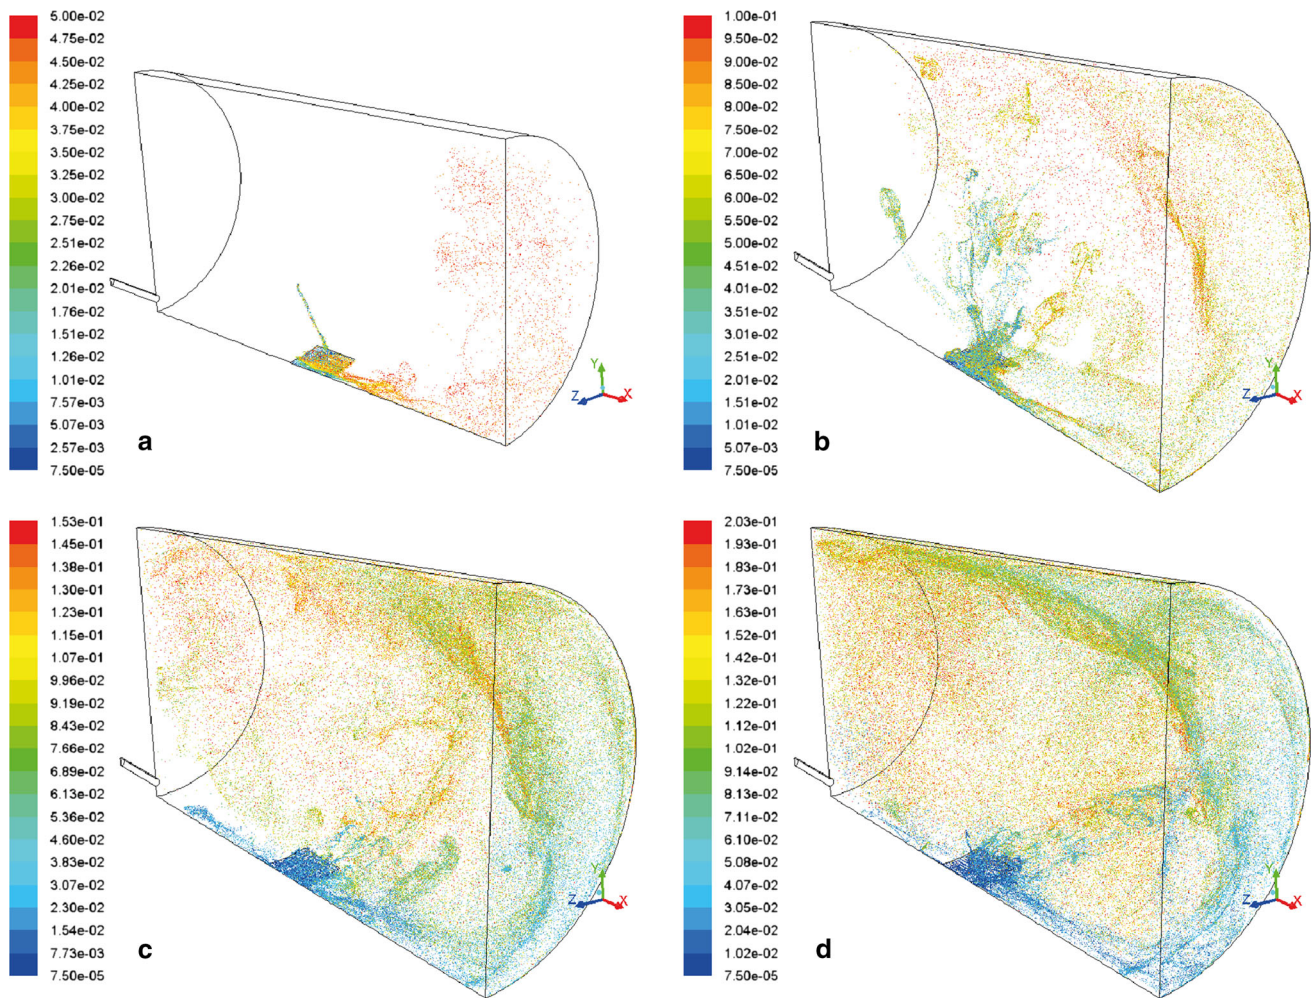 5.00e-02
4.75e-02
4.50e-02
4.25e-02
4.00e-02
3.75e-02
3.50e-02
3.25e-02
3.00e-02
2.75e-02
2.51e-02
2.26e-02
2.01e-02
1.76e-02
1.51e-02
1.26e-02
1.01e-02
7.57e-03
5.07e-03
2.57e-03
7.50e-05
Y
Z
X
a
1.00e-01
9.50e-02
9.00e-02
8.50e-02
8.00e-02
7.50e-02
7.00e-02
6.50e-02
6.00e-02
5.50e-02
5.00e-02
4.51e-02
4.01e-02
3.51e-02
3.01e-02
2.51e-02
2.01e-02
1.51e-02
1.01e-02
5.07e-03
7.50e-05
Y
Z
X
b
1.53e-01
1.45e-01
1.38e-01
1.30e-01
1.23e-01
1.15e-01
1.07e-01
9.96e-02
9.19e-02
8.43e-02
7.66e-02
6.89e-02
6.13e-02
5.36e-02
4.60e-02
3.83e-02
3.07e-02
2.30e-02
1.54e-02
7.73e-03
7.50e-05
Y
Z
X
c
2.03e-01
1.93e-01
1.83e-01
1.73e-01
1.63e-01
1.52e-01
1.42e-01
1.32e-01
1.22e-01
1.12e-01
1.02e-01
9.14e-02
8.13e-02
7.11e-02
6.10e-02
5.08e-02
4.07e-02
3.05e-02
2.04e-02
1.02e-02
7.50e-05
Y
Z
X
d